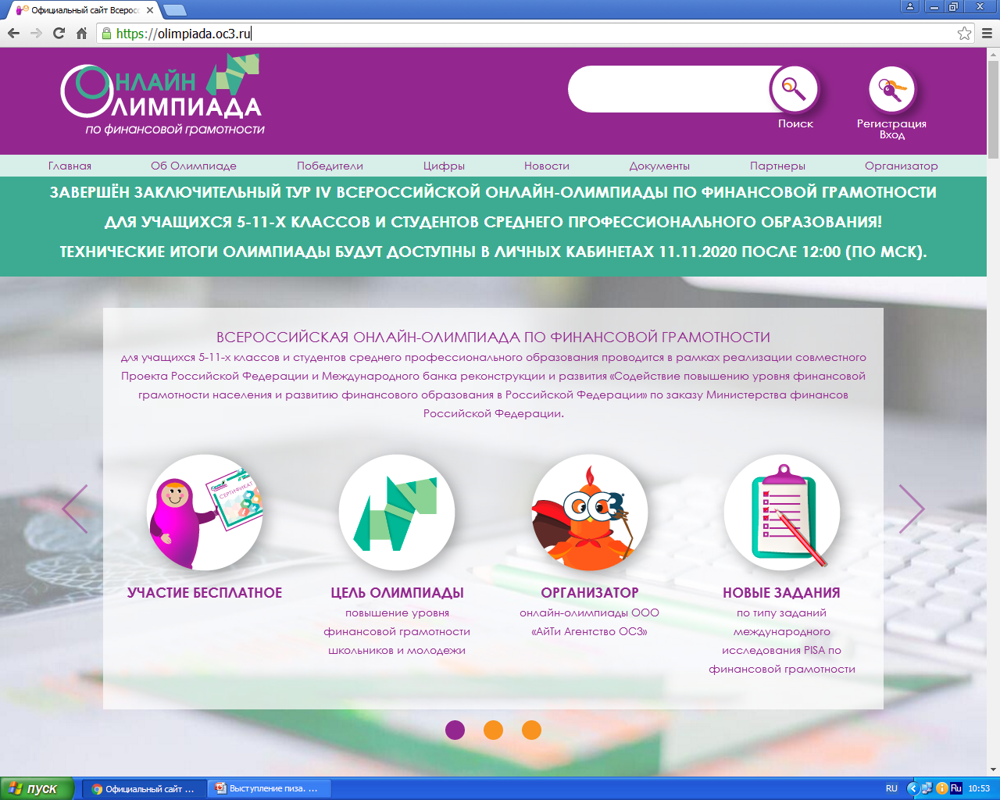 Официальный сайт Всерос
https://olimpiada.oc3.ru
Онлайн
Олимпиада
по финансовой грамотности
Поиск
Регистрация
Вход
Главная Об Олимпиаде Победители Цифры Новости Документы Партнеры Организатор
ЗАВЕРШЁН ЗАКЛЮЧИТЕЛЬНЫЙ ТУР IV ВСЕРОССИЙСКОЙ ОНЛАЙН-ОЛИМПИАДЫ ПО ФИНАНСОВОЙ ГРАМОТНОСТИ
ДЛЯ УЧАЩИХСЯ 5-11-Х КЛАССОВ И СТУДЕНТОВ СРЕДНЕГО ПРОФЕССИОНАЛЬНОГО ОБРАЗОВАНИЯ!
ТЕХНИЧЕСКИЕ ИТОГИ ОЛИМПИАДЫ БУДУТ ДОСТУПНЫ В ЛИЧНЫХ КАБИНЕТАХ 11.11.2020 ПОСЛЕ 12:00 (ПО МСК).
ВСЕРОССИЙСКАЯ ОНЛАЙН-ОЛИМПИАДА ПО ФИНАНСОВОЙ ГРАМОТНОСТИ
для учащихся 5-11-х классов и студентов среднего профессионального образования проводится в рамках реализации совместного
Проекта Российской Федерации и Международного банка реконструкции и развития «Содействие повышению уровня финансовой
грамотности населения и развитию финансового образования в Российской Федерации» по заказу Министерства финансов
Российской Федерации.
СЕРТИФИКАТ
УЧАСТИЕ БЕСПЛАТНОЕ
ЦЕЛЬ ОЛИМПИАДЫ
повышение уровня
финансовой грамотности
школьников и молодежи
ОС3
ОРГАНИЗАТОР
онлайн-олимпиады ООО
«АйТи Агентство ОС3»
НОВЫЕ ЗАДАНИЯ
по типу заданий
международного
исследования PISA по
финансовой грамотности
пуск
Официальный сайт ...
Выступление пиза. ...
RU
Ru
10:53